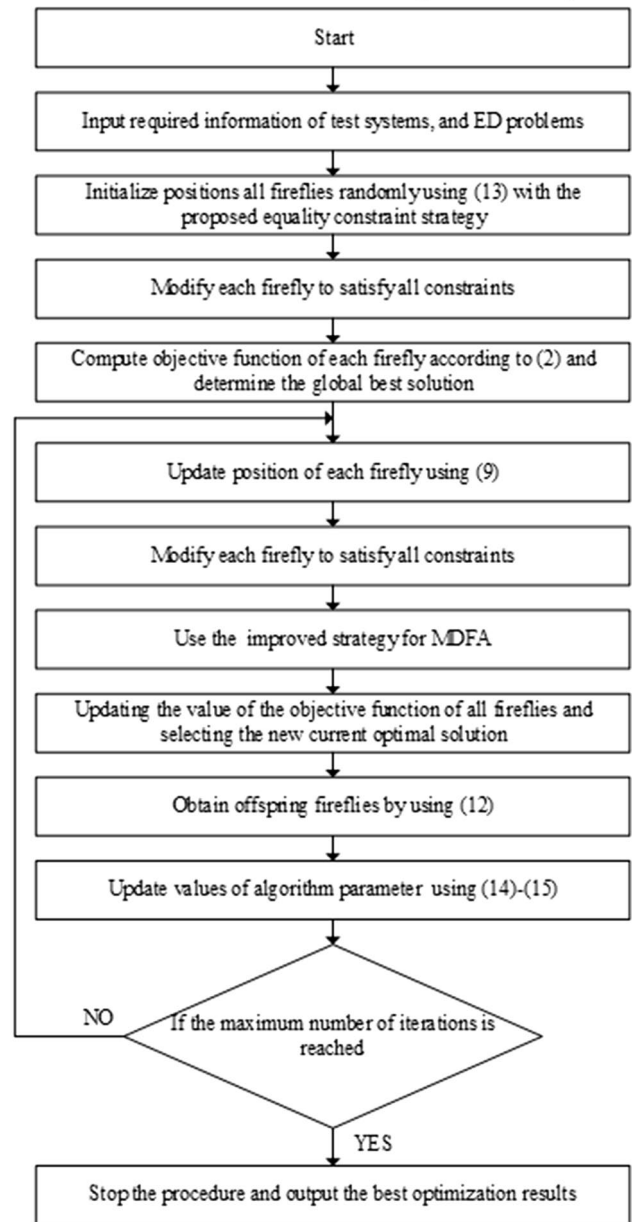 Start
Input required information of test systems, and ED problems
Initialize positions all fireflies randomly using (13) with the
proposed equality constraint strategy
Modify each firefly to satisfy all constraints
Compute objective function of each firefly according to (2) and
determine the global best solution
Update position of each firefly using (9)
Modify each firefly to satisfy all constraints
Use the improved strategy for MDFA
Updating the value of the objective function of all fireflies and
selecting the new current optimal solution
Obtain offspring fireflies by using (12)
Update values of algorithm parameter using (14)-(15)
NO
If the maximum number of iterations is
reached
YES
Stop the procedure and output the best optimization results